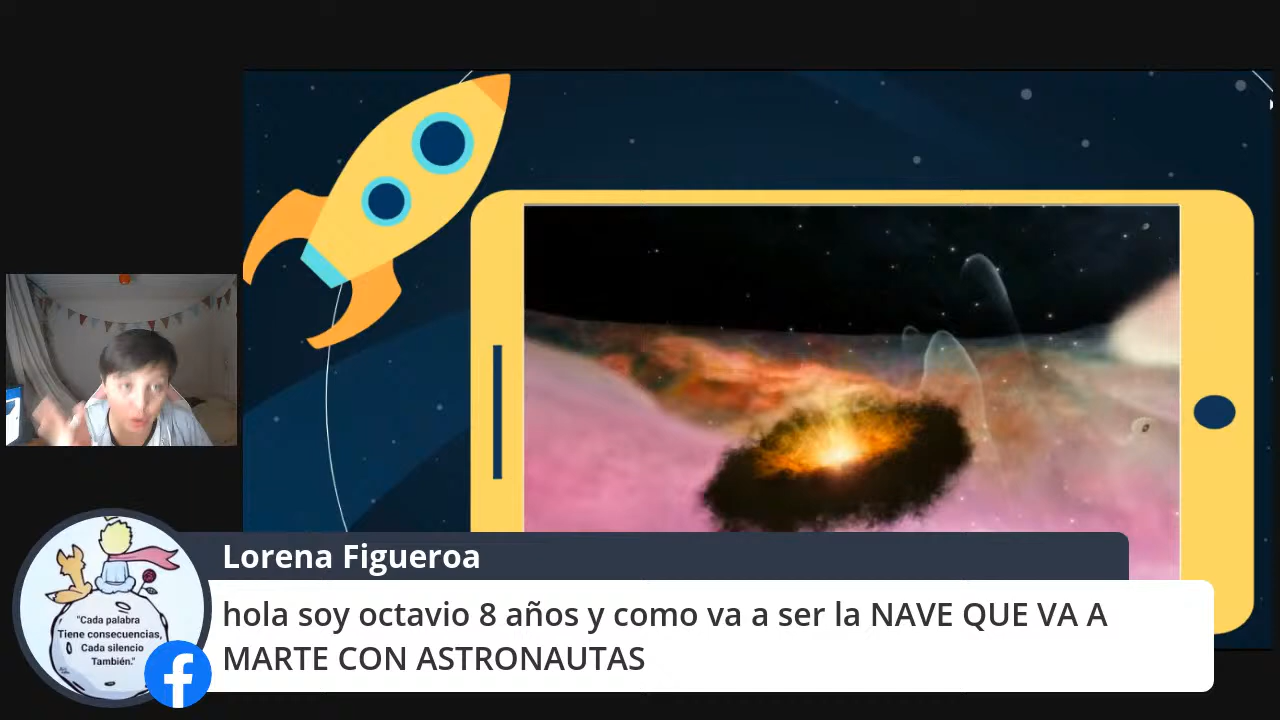 Lorena Figueroa
hola soy octavio 8 años y como va a ser la NAVE QUE VA A
MARTE CON ASTRONAUTAS
"Cada palabra
Tiene consecuencias,
Cada silencio
También."